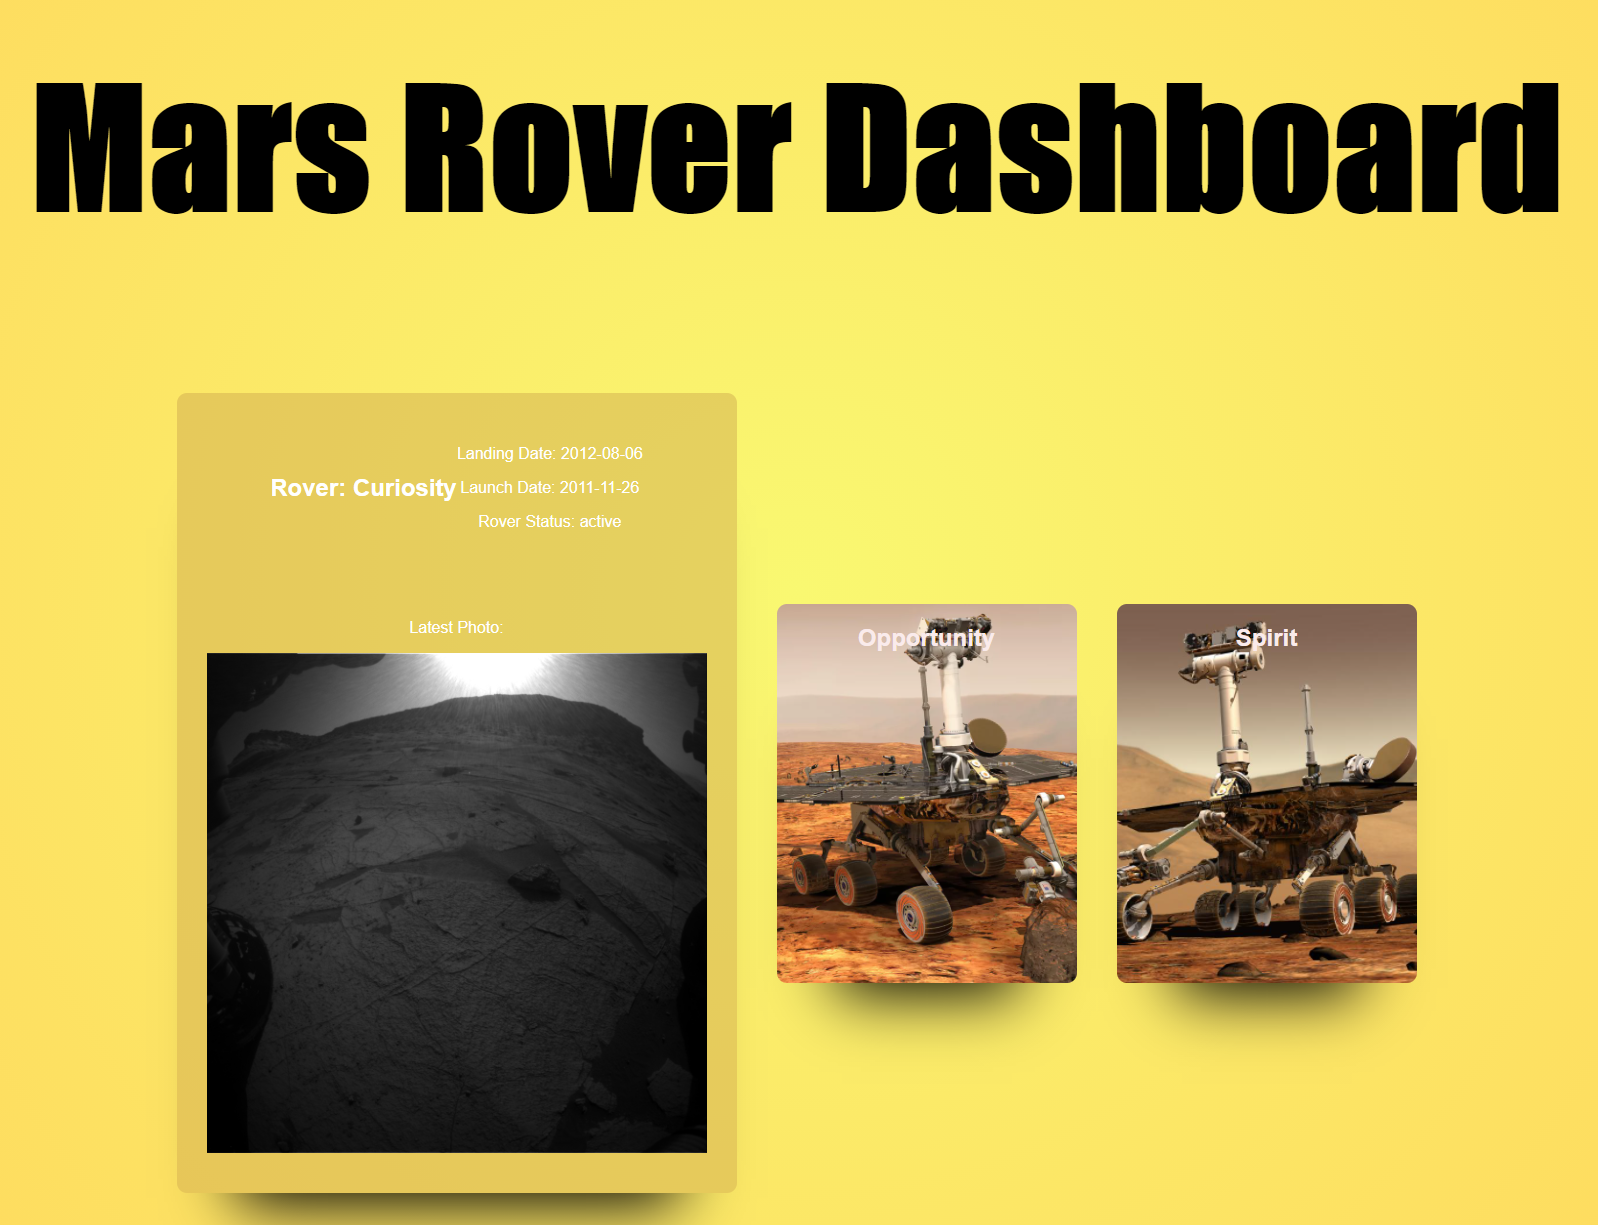 Mars Rover Dashboard
Landing Date: 2012-08-06
Rover: Curiosity
Launch Date: 2011-11-26
Rover Status: active
Latest Photo:
Opportunity
Spirit